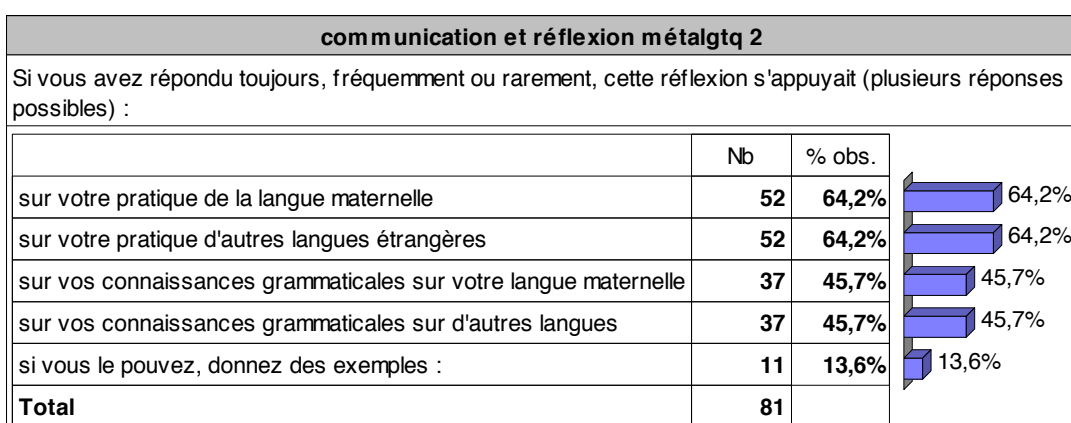 communication et réflexion métalgtq 2
Si vous avez répondu toujours, fréquemment ou rarement, cette réflexion s'appuyait (plusieurs réponses
possibles) :
Nb % obs.
sur votre pratique de la langue maternelle 52 64,2% 64,2%
sur votre pratique d'autres langues étrangères 52 64,2% 64,2%
sur vos connaissances grammaticales sur votre langue maternelle 37 45,7% 45,7%
sur vos connaissances grammaticales sur d'autres langues 37 45,7% 45,7%
si vous le pouvez, donnez des exemples : 11 13,6% 13,6%
Total 81